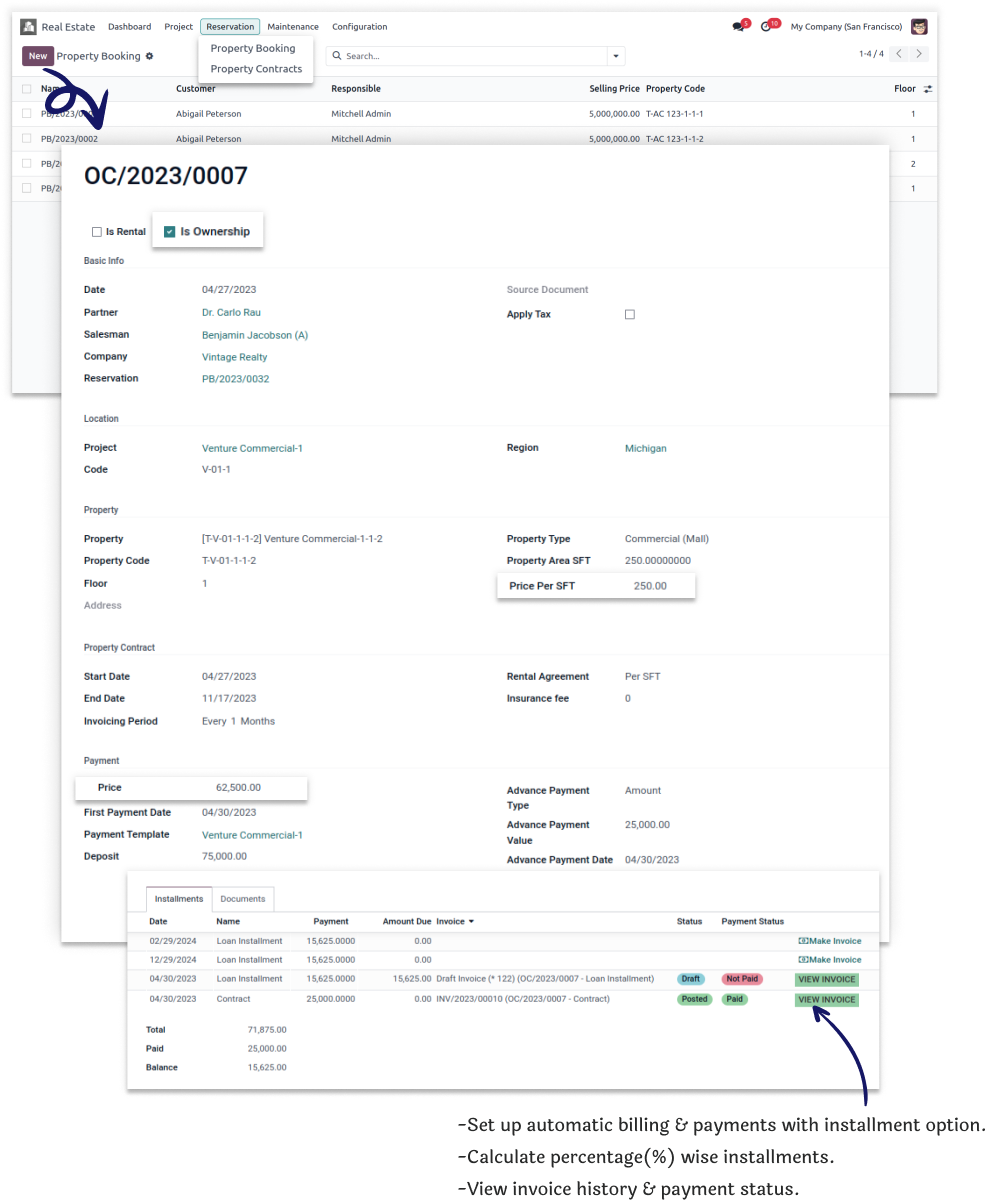 Real Estate Dashboard Project Reservation Maintenance Configuration 5 10 My Company (San Francisco)
New Property Booking Property Booking Search... 1-4 / 4
Property Contracts
Customer Responsible Selling Price Property Code Floor
Abigail Peterson Mitchell Admin 5,000,000.00 T-AC 123-1-1-1 1
PB/2023/0002 Abigail Peterson Mitchell Admin 5,000,000.00 T-AC 123-1-1-2 1
PB/2 2
PB/2 1
OC/2023/0007
Is Rental Is Ownership
Basic Info
Date 04/27/2023 Source Document
Partner Dr. Carlo Rau Apply Tax
Salesman Benjamin Jacobson (A)
Company Vintage Realty
Reservation PB/2023/0032
Location
Project Venture Commercial-1 Region Michigan
Code V-01-1
Property
Property [T-V-01-1-1-2] Venture Commercial-1-1-2 Property Type Commercial (Mall)
Property Code T-V-01-1-1-2 Property Area SFT 250.00000000
Floor 1 Price Per SFT 250.00
Address
Property Contract
Start Date 04/27/2023 Rental Agreement Per SFT
End Date 11/17/2023 Insurance fee 0
Invoicing Period Every 1 Months
Payment
Price 62,500.00 Advance Payment Type Amount
First Payment Date 04/30/2023
Payment Template Venture Commercial-1 Advance Payment Value 25,000.00
Deposit 75,000.00 Advance Payment Date 04/30/2023
Installments Documents
Date Name Payment Amount Due Invoice Status Payment Status
02/29/2024 Loan Installment 15,625.0000 0.00 Make Invoice
12/29/2024 Loan Installment 15,625.0000 0.00 Make Invoice
04/30/2023 Loan Installment 15,625.0000 15,625.00 Draft Invoice (* 122) (OC/2023/0007 - Loan Installment) Draft Not Paid VIEW INVOICE
04/30/2023 Contract 25,000.0000 0.00 INV/2023/00010 (OC/2023/0007 - Contract) Posted Paid VIEW INVOICE
Total 71,875.00
Paid 25,000.00
Balance 15,625.00
-Set up automatic billing & payments with installment option.
-Calculate percentage(%) wise installments.
-View invoice history & payment status.